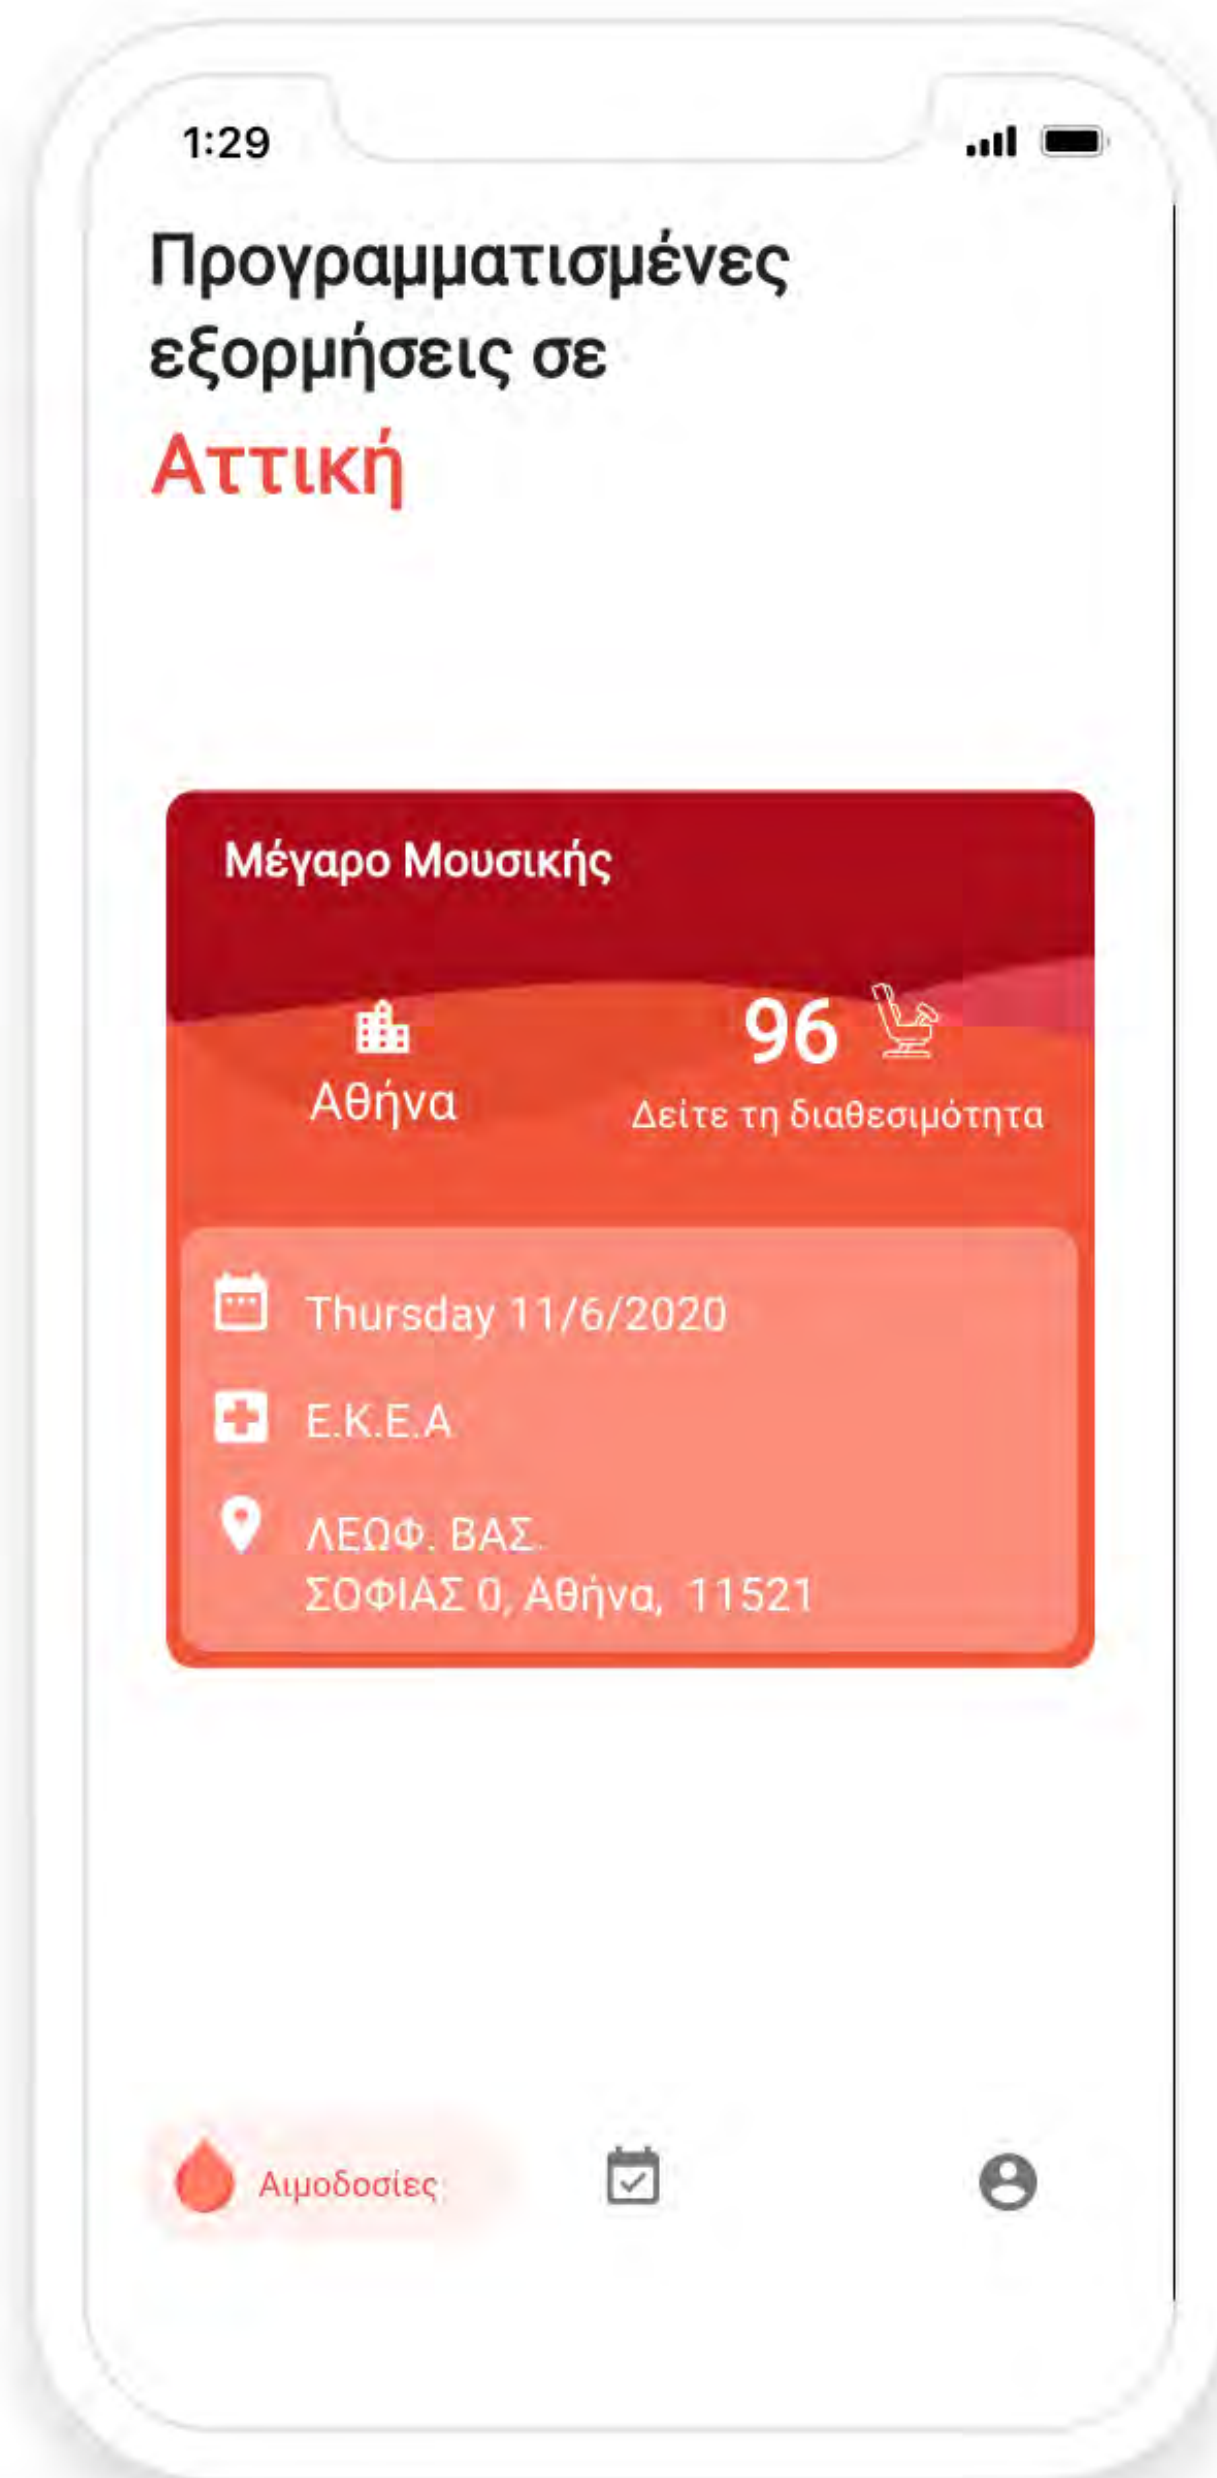 1:29
Προγραμματισμένες
εξορμήσεις σε
Αττική
Μέγαρο Μουσικής
96
Αθήνα
Δείτε τη διαθεσιμότητα
Thursday 11/6/2020
Ε.Κ.Ε.Α
ΛΕΩΦ. ΒΑΣ.
ΣΟΦΙΑΣ 0, Αθήνα, 11521
Αιμοδοσίες